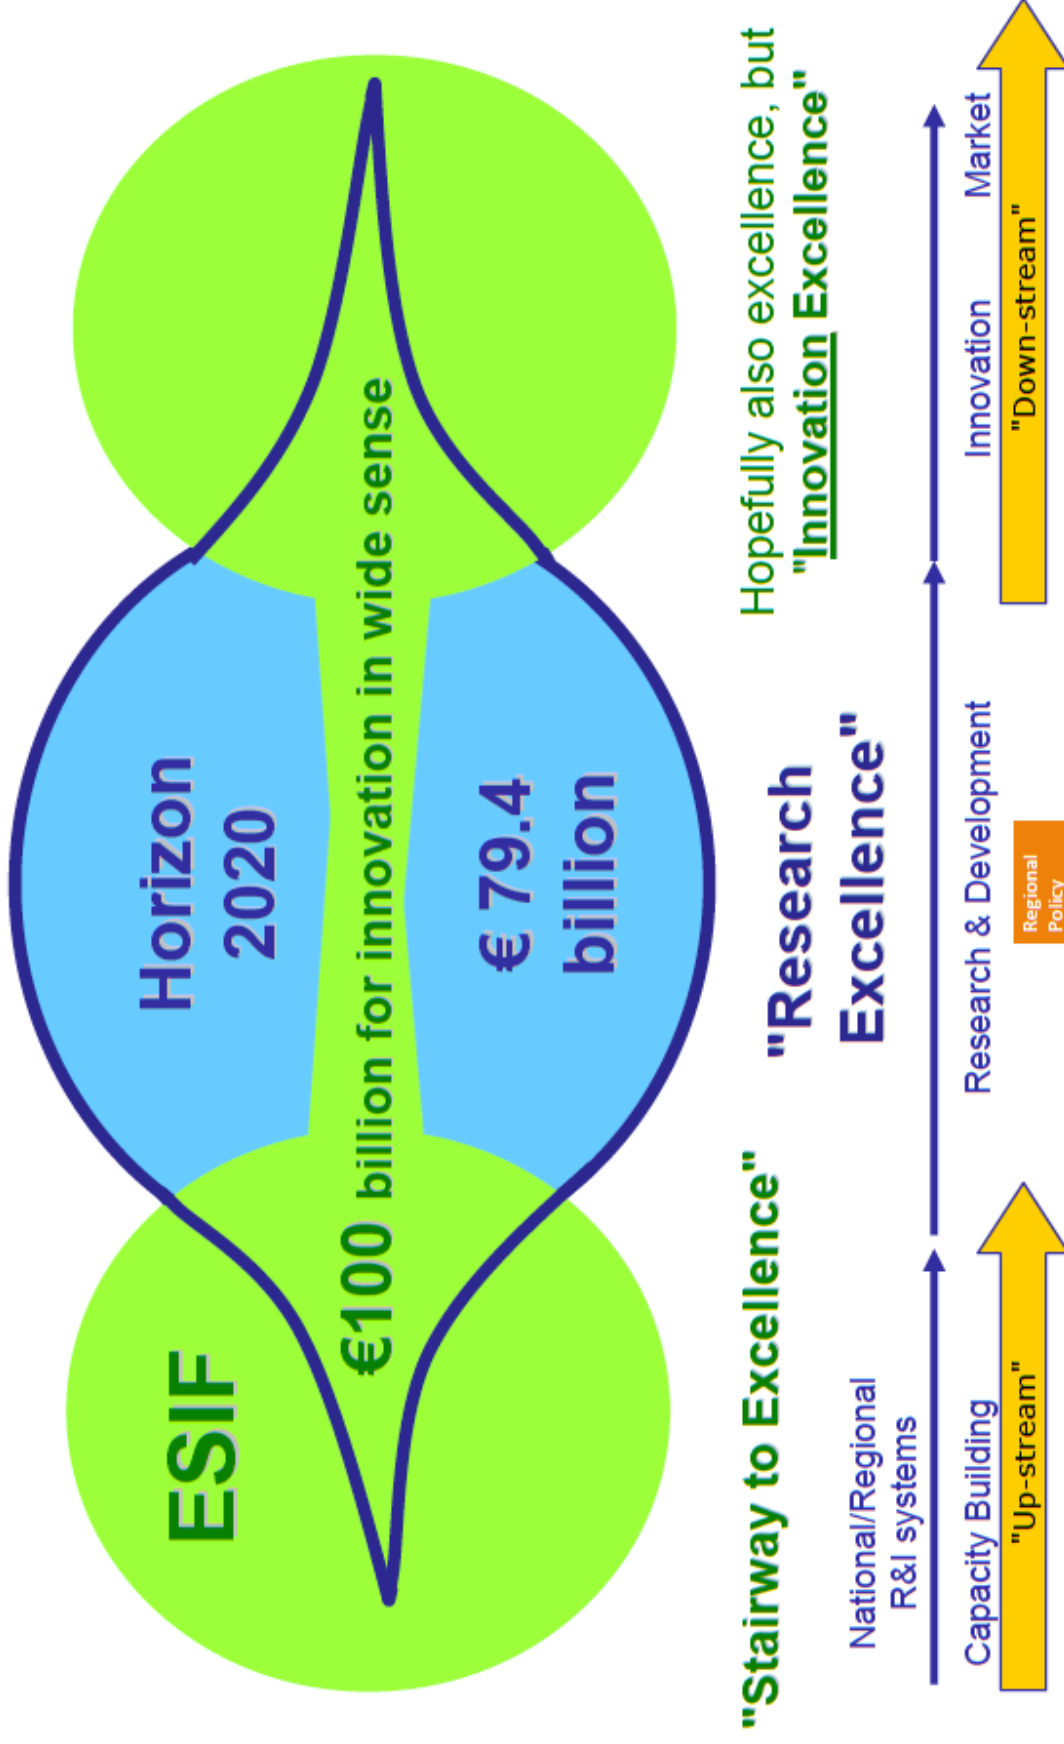 ESIF
Horizon
2020
€100 billion for innovation in wide sense
€ 79.4
billion
"Stairway to Excellence"
"Research
Excellence"
Hopefully also excellence, but
"Innovation Excellence"
National/Regional
R&I systems
Capacity Building
Research & Development
Innovation
Market
"Up-stream"
Regional
Policy
"Down-stream"